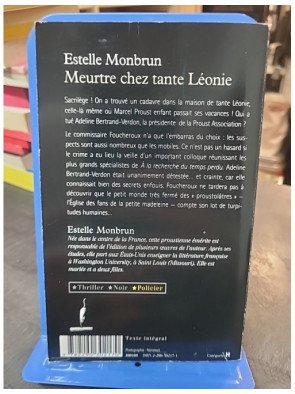 Estelle Monbrun
Meurtre chez tante Léonie
Sacrilège ! On a trouvé un cadavre dans la maison de tante Léonie,
celle-là même où Marcel Proust enfant passait ses vacances ! Qui a
tué Adeline Bertrand-Verdon, la présidente de la Proust Association ?
Le commissaire Foucheroux n'a que l'embarras du choix : les sus-
pects sont aussi nombreux que les mobiles. Ce n'est pas un hasard si
le crime a eu lieu la veille d'un important colloque réunissant les
plus grands spécialistes de À la recherche du temps perdu. Adeline
Bertrand-Verdon était unanimement détestée... et crainte, car elle
connaissait bien des secrets enfouis. Foucheroux ne tardera pas à
découvrir que le petit monde très fermé des « proustolâtres » —
l'Église des fans de la petite madeleine — compte son lot de turpi-
tudes humaines...
Estelle Monbrun
Née dans le centre de la France, cette proustienne émérite est
responsable de l'édition de plusieurs œuvres de l'auteur. Après ses
études, elle part aux États-Unis enseigner la littérature française
à Washington University, à Saint Louis (Missouri). Elle est
mariée et a deux filles.
★Thriller ★Noir ★Policier
Texte intégral